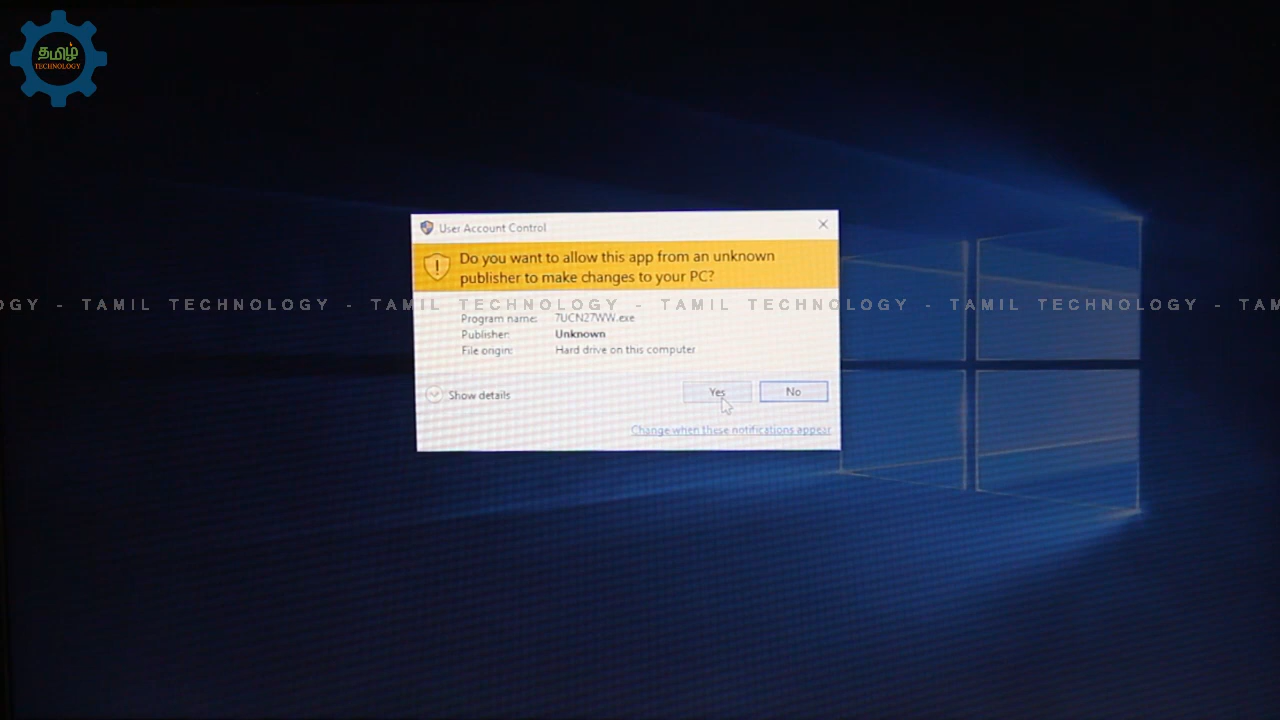 தமிழ்
TECHNOLOGY
User Account Control
Do you want to allow this app from an unknown
publisher to make changes to your PC?
OGY - TAMIL TECHNOLOGY - TAMIL TECHNOLOGY - TAMIL TECHNOLOGY - TAMIL TECHNOLOGY - TAM
Program name: 7UCN27WW.exe
Publisher: Unknown
File origin: Hard drive on this computer
Show details
Yes No
Change when these notifications appear